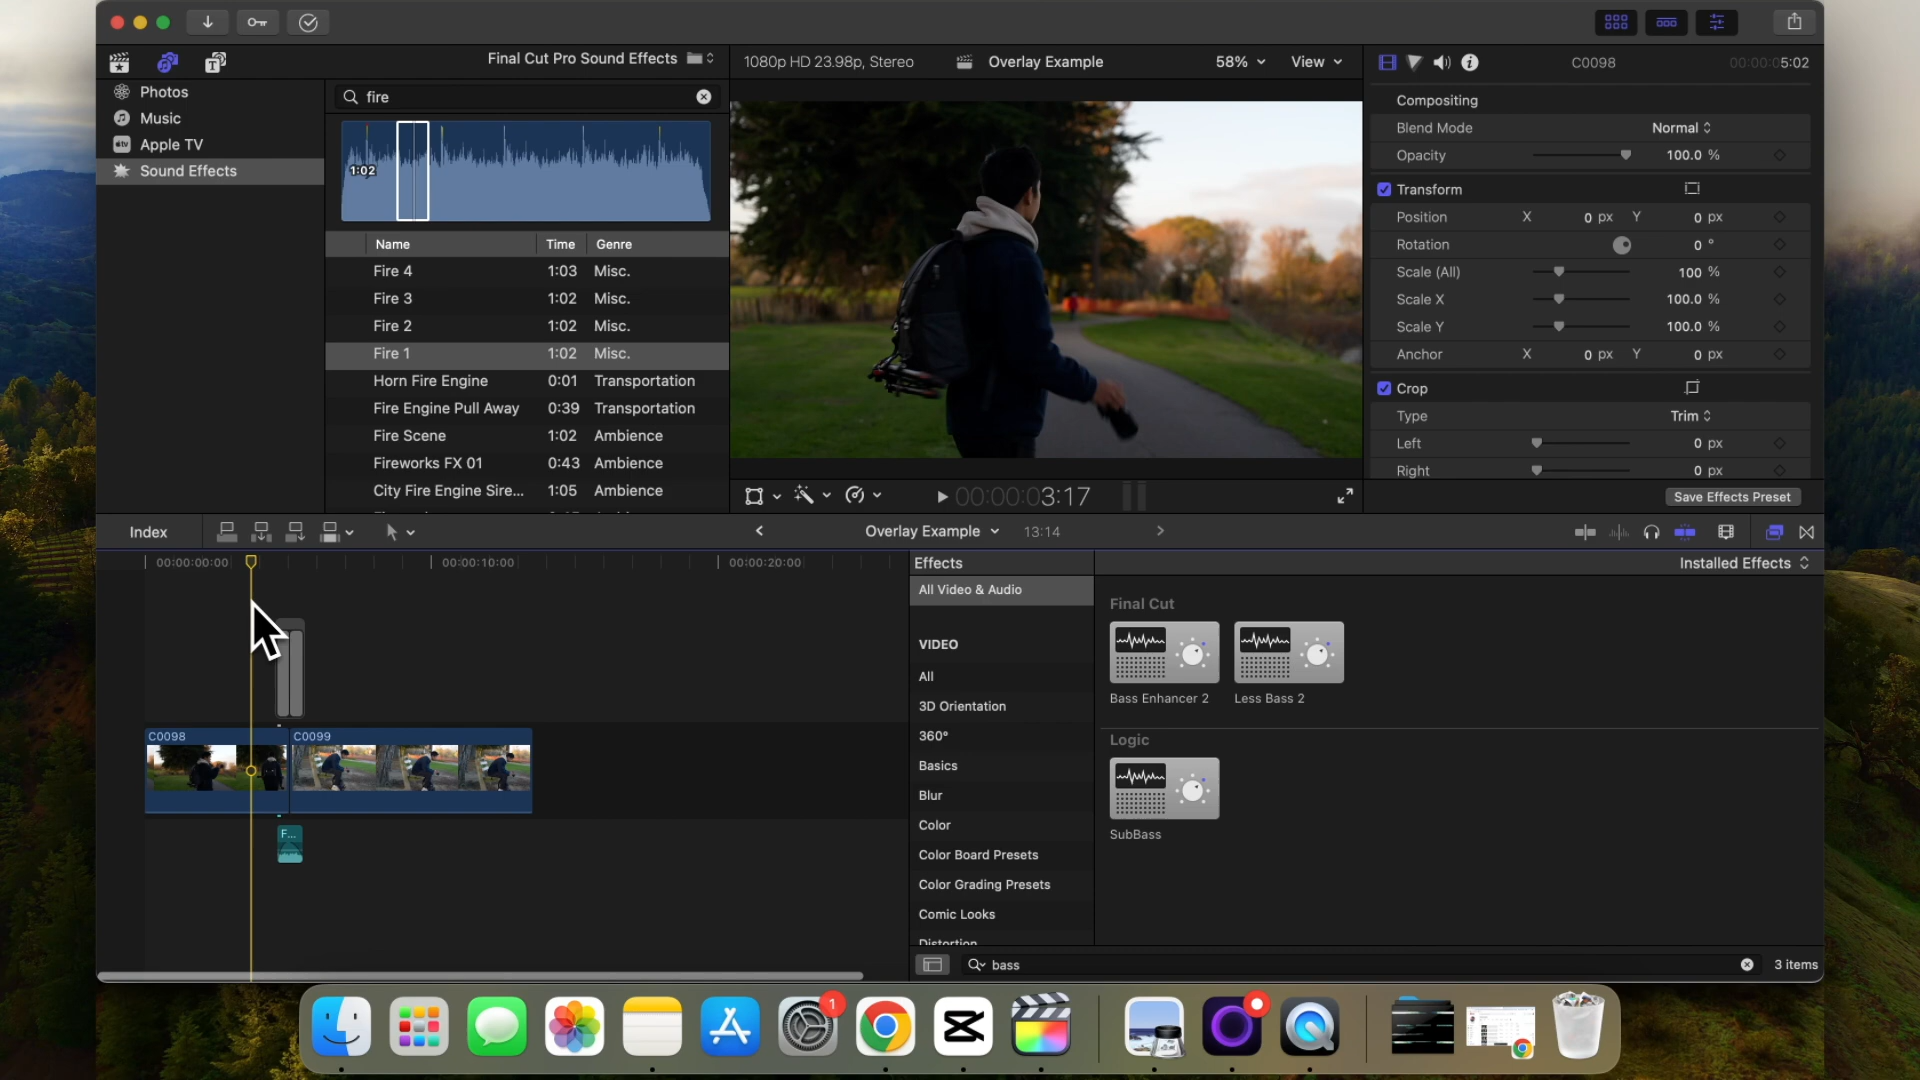 Final Cut Pro Sound Effects
1080p HD 23.98p, Stereo
Overlay Example
58%
View
C0098
00:00:05:02
Photos
Music
Apple TV
Sound Effects
fire
1:02
Name Time Genre
Fire 4 1:03 Misc.
Fire 3 1:02 Misc.
Fire 2 1:02 Misc.
Fire 1 1:02 Misc.
Horn Fire Engine 0:01 Transportation
Fire Engine Pull Away 0:39 Transportation
Fire Scene 1:02 Ambience
Fireworks FX 01 0:43 Ambience
City Fire Engine Sire... 1:05 Ambience
Compositing
Blend Mode Normal
Opacity 100.0 %
Transform
Position X 0 px Y 0 px
Rotation 0 °
Scale (All) 100 %
Scale X 100.0 %
Scale Y 100.0 %
Anchor X 0 px Y 0 px
Crop
Type Trim
Left 0 px
Right 0 px
00:00:03:17
Save Effects Preset
Index
Overlay Example
13:14
00:00:00:00
00:00:10:00
00:00:20:00
C0098
C0099
F...
Effects
Installed Effects
All Video & Audio
VIDEO
All
3D Orientation
360°
Basics
Blur
Color
Color Board Presets
Color Grading Presets
Comic Looks
Distortion
Final Cut
Bass Enhancer 2
Less Bass 2
Logic
SubBass
bass
3 items
1